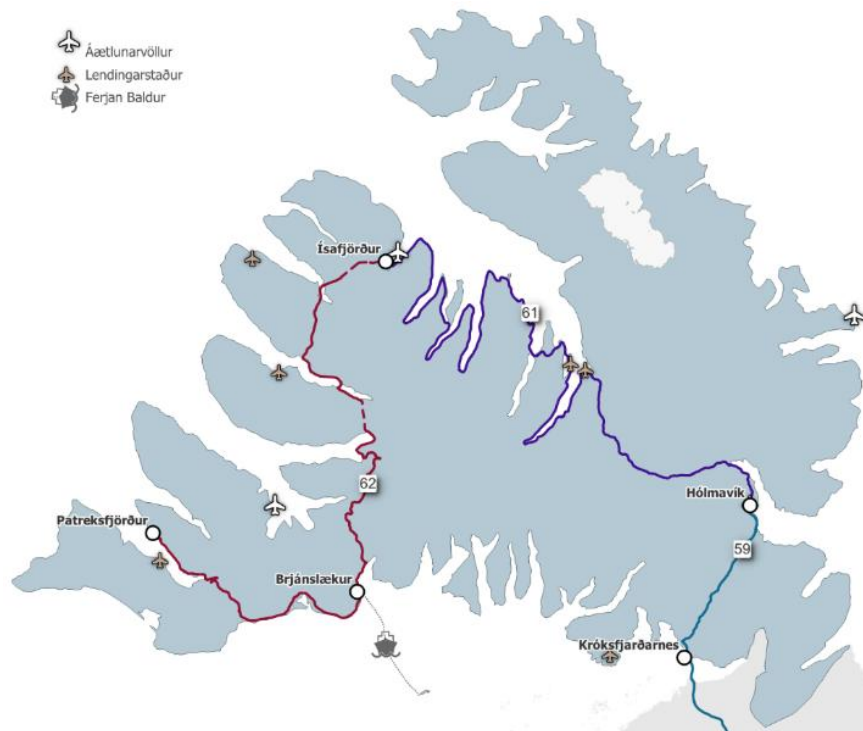 Áætlunarvöllur
Lendingarstaður
Ferjan Baldur
Ísafjörður
61
Hólmavík
62
Patreksfjörður
59
Brjánslækur
Króksfjarðarnes